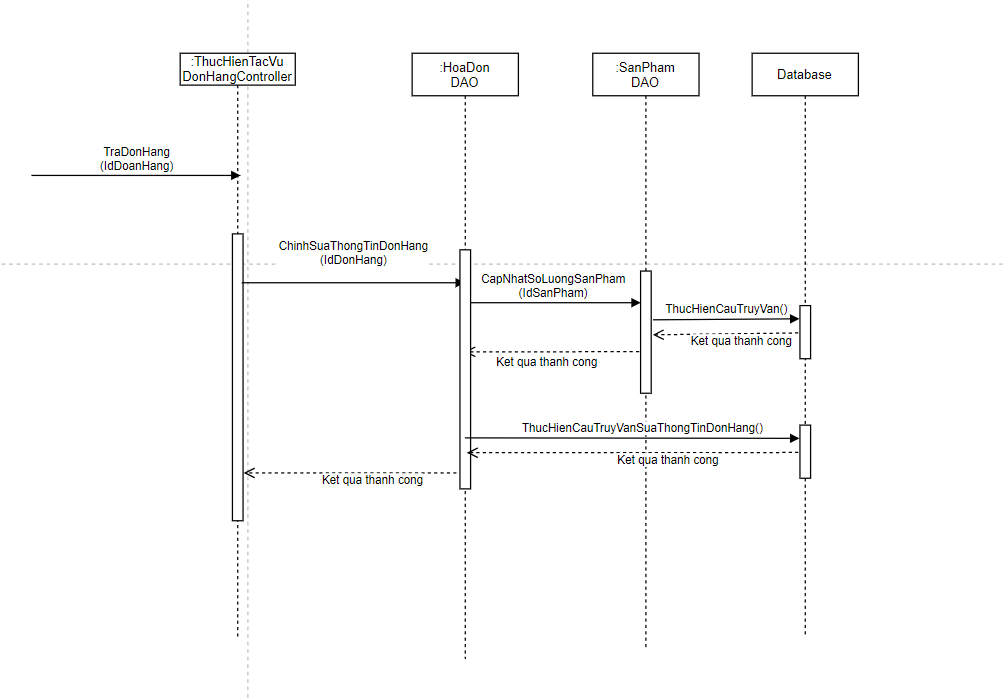 :ThucHienTacVu
DonHangController
:HoaDon
DAO
:SanPham
DAO
Database
TraDonHang
(IdDoanHang)
ChinhSuaThongTinDonHang
(IdDonHang)
CapNhatSoLuongSanPham
(IdSanPham)
ThucHienCauTruyVan()
Ket qua thanh cong
Ket qua thanh cong
ThucHienCauTruyVanSuaThongTinDonHang()
Ket qua thanh cong
Ket qua thanh cong